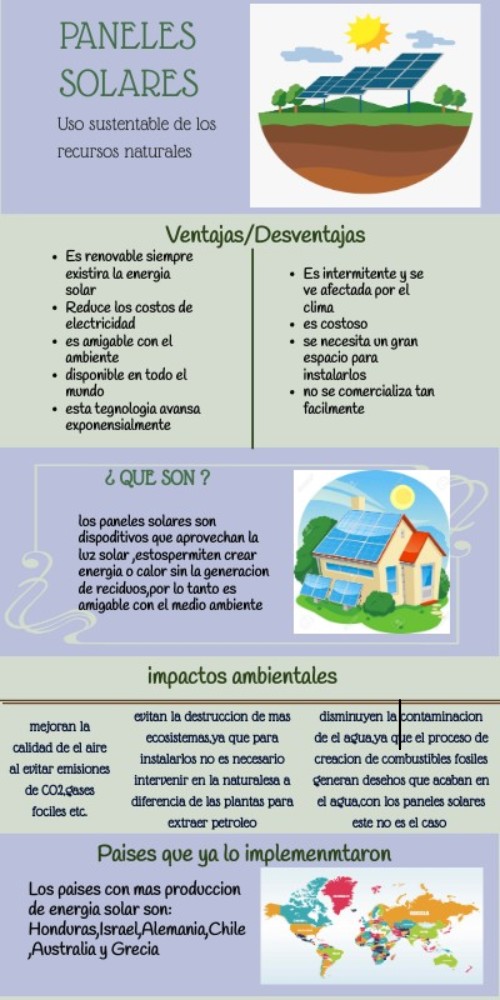 PANELES
SOLARES
Uso sustentable de los
recursos naturales
Ventajas/Desventajas
• Es renovable siempre
existira la energia
solar
• Reduce los costos de
electricidad
• es amigable con el
ambiente
• disponible en todo el
mundo
• esta tegnologia avansa
exponensialmente
• Es intermitente y se
ve afectada por el
clima
• es costoso
• se necesita un gran
espacio para
instalarlos
• no se comercializa tan
facilmente
¿ QUE SON ?
los paneles solares son
dispoditivos que aprovechan la
luz solar ,estospermiten crear
energia o calor sin la generacion
de reciduos,por lo tanto es
amigable con el medio ambiente
impactos ambientales
mejoran la
calidad de el aire
al evitar emisiones
de CO2,gases
fociles etc.
evitan la destruccion de mas
ecosistemas,ya que para
instalarlos no es necesario
intervenir en la naturalesa a
diferencia de las plantas para
extraer petroleo
disminuyen la contaminacion
de el agua,ya que el proceso de
creacion de combustibles fosiles
generan desehos que acaban en
el agua,con los paneles solares
este no es el caso
Paises que ya lo implemenmtaron
Los paises con mas produccion
de energia solar son:
Honduras,Israel,Alemania,Chile
,Australia y Grecia